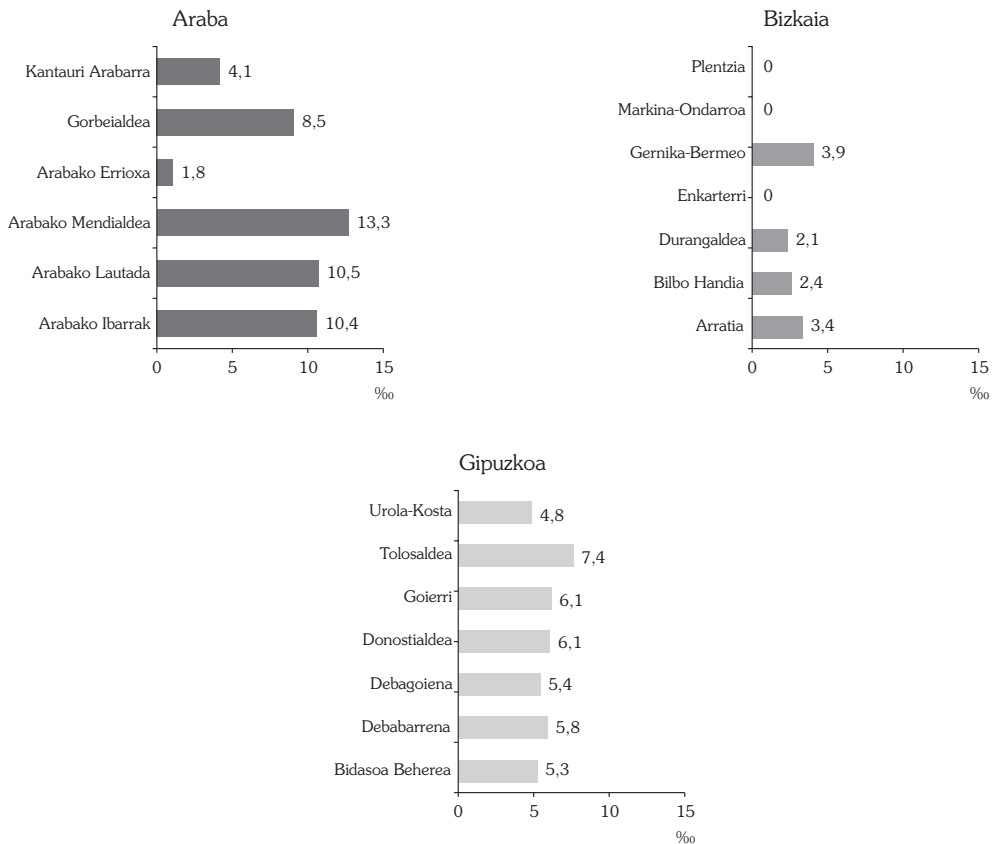 Araba
Kantauri Arabarra 4,1
Gorbeialdea 8,5
Arabako Errioxa 1,8
Arabako Mendialdea 13,3
Arabako Lautada 10,5
Arabako Ibarrak 10,4
0 5 10 15
‰
Bizkaia
Plentzia 0
Markina-Ondarroa 0
Gernika-Bermeo 3,9
Enkarterri 0
Durangaldea 2,1
Bilbo Handia 2,4
Arratia 3,4
0 5 10 15
‰
Gipuzkoa
Urola-Kosta 4,8
Tolosaldea 7,4
Goierri 6,1
Donostialdea 6,1
Debagoiena 5,4
Debabarrena 5,8
Bidasoa Beherea 5,3
0 5 10 15
‰